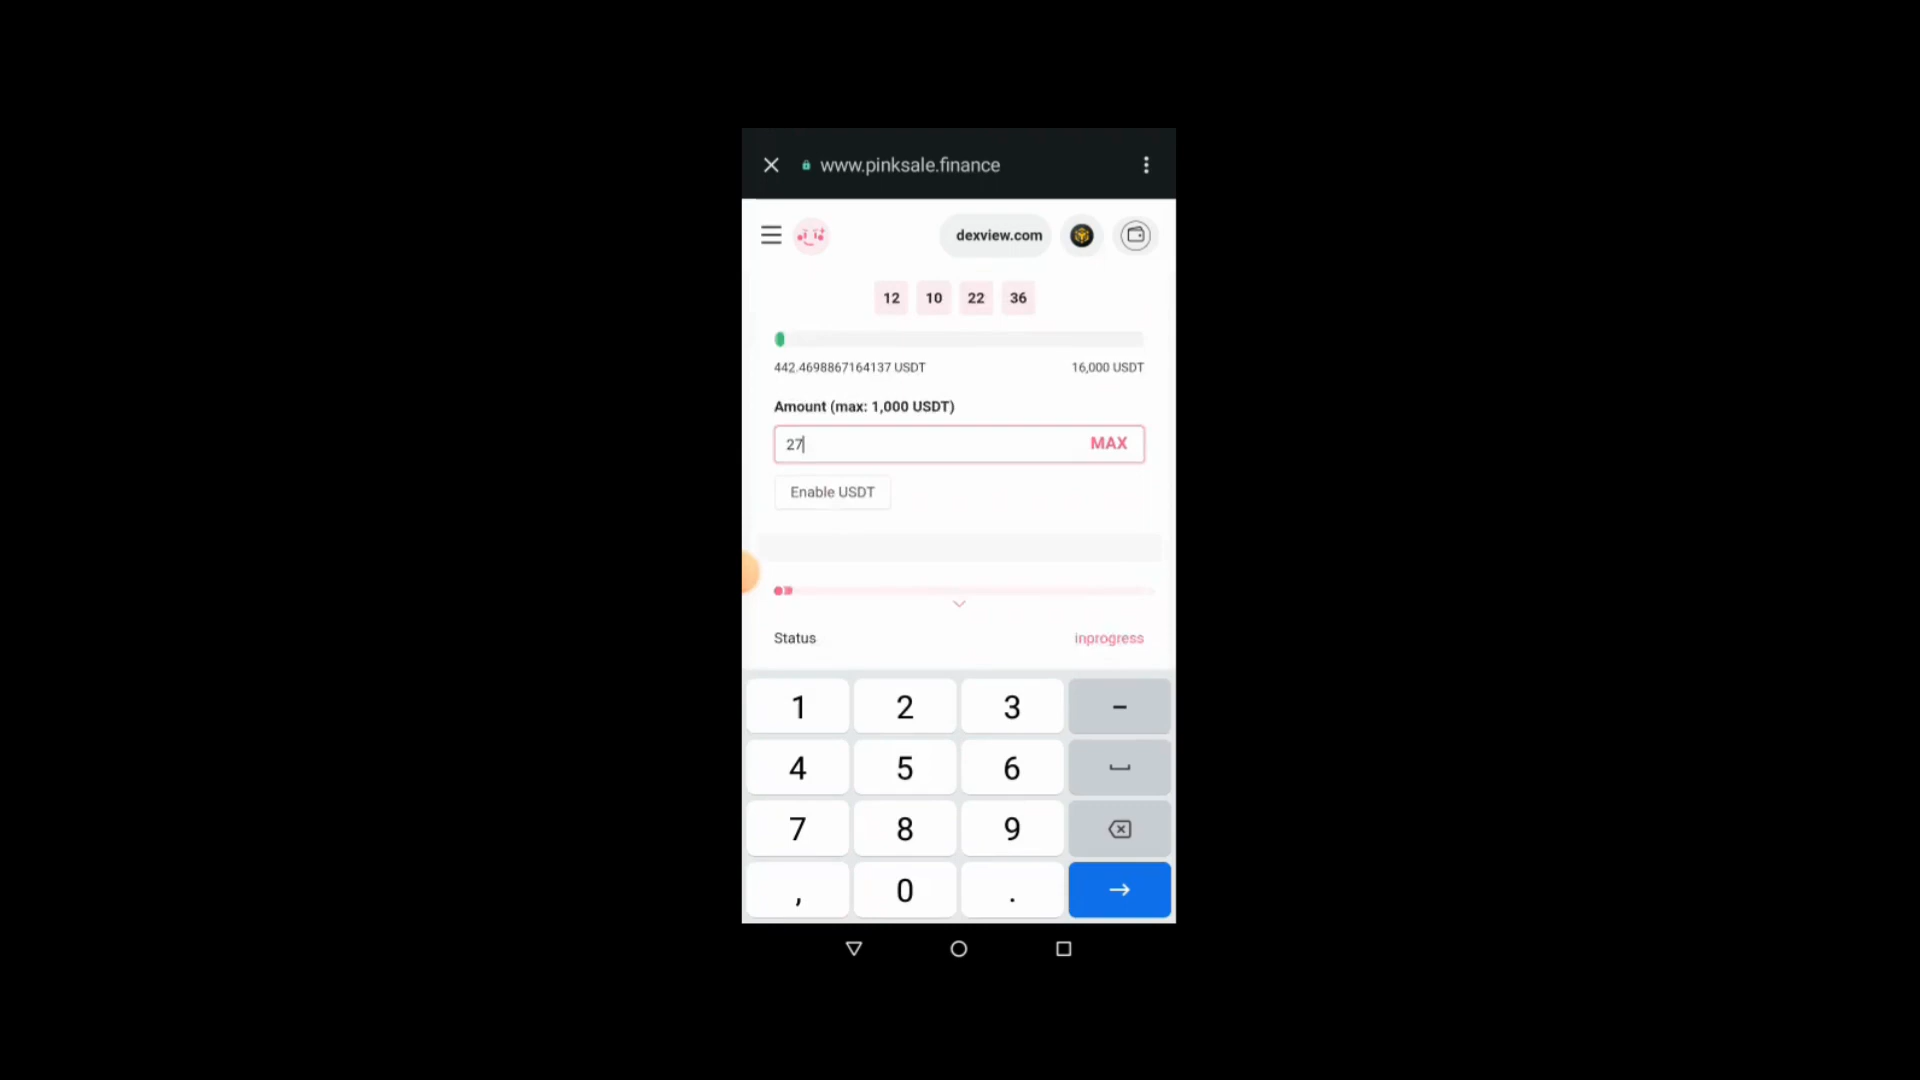 www.pinksale.finance
dexview.com
12 10 22 36
442.4698867164137 USDT 16,000 USDT
Amount (max: 1,000 USDT)
27 MAX
Enable USDT
Status inprogress
1 2 3 -
4 5 6
7 8 9
, 0 .